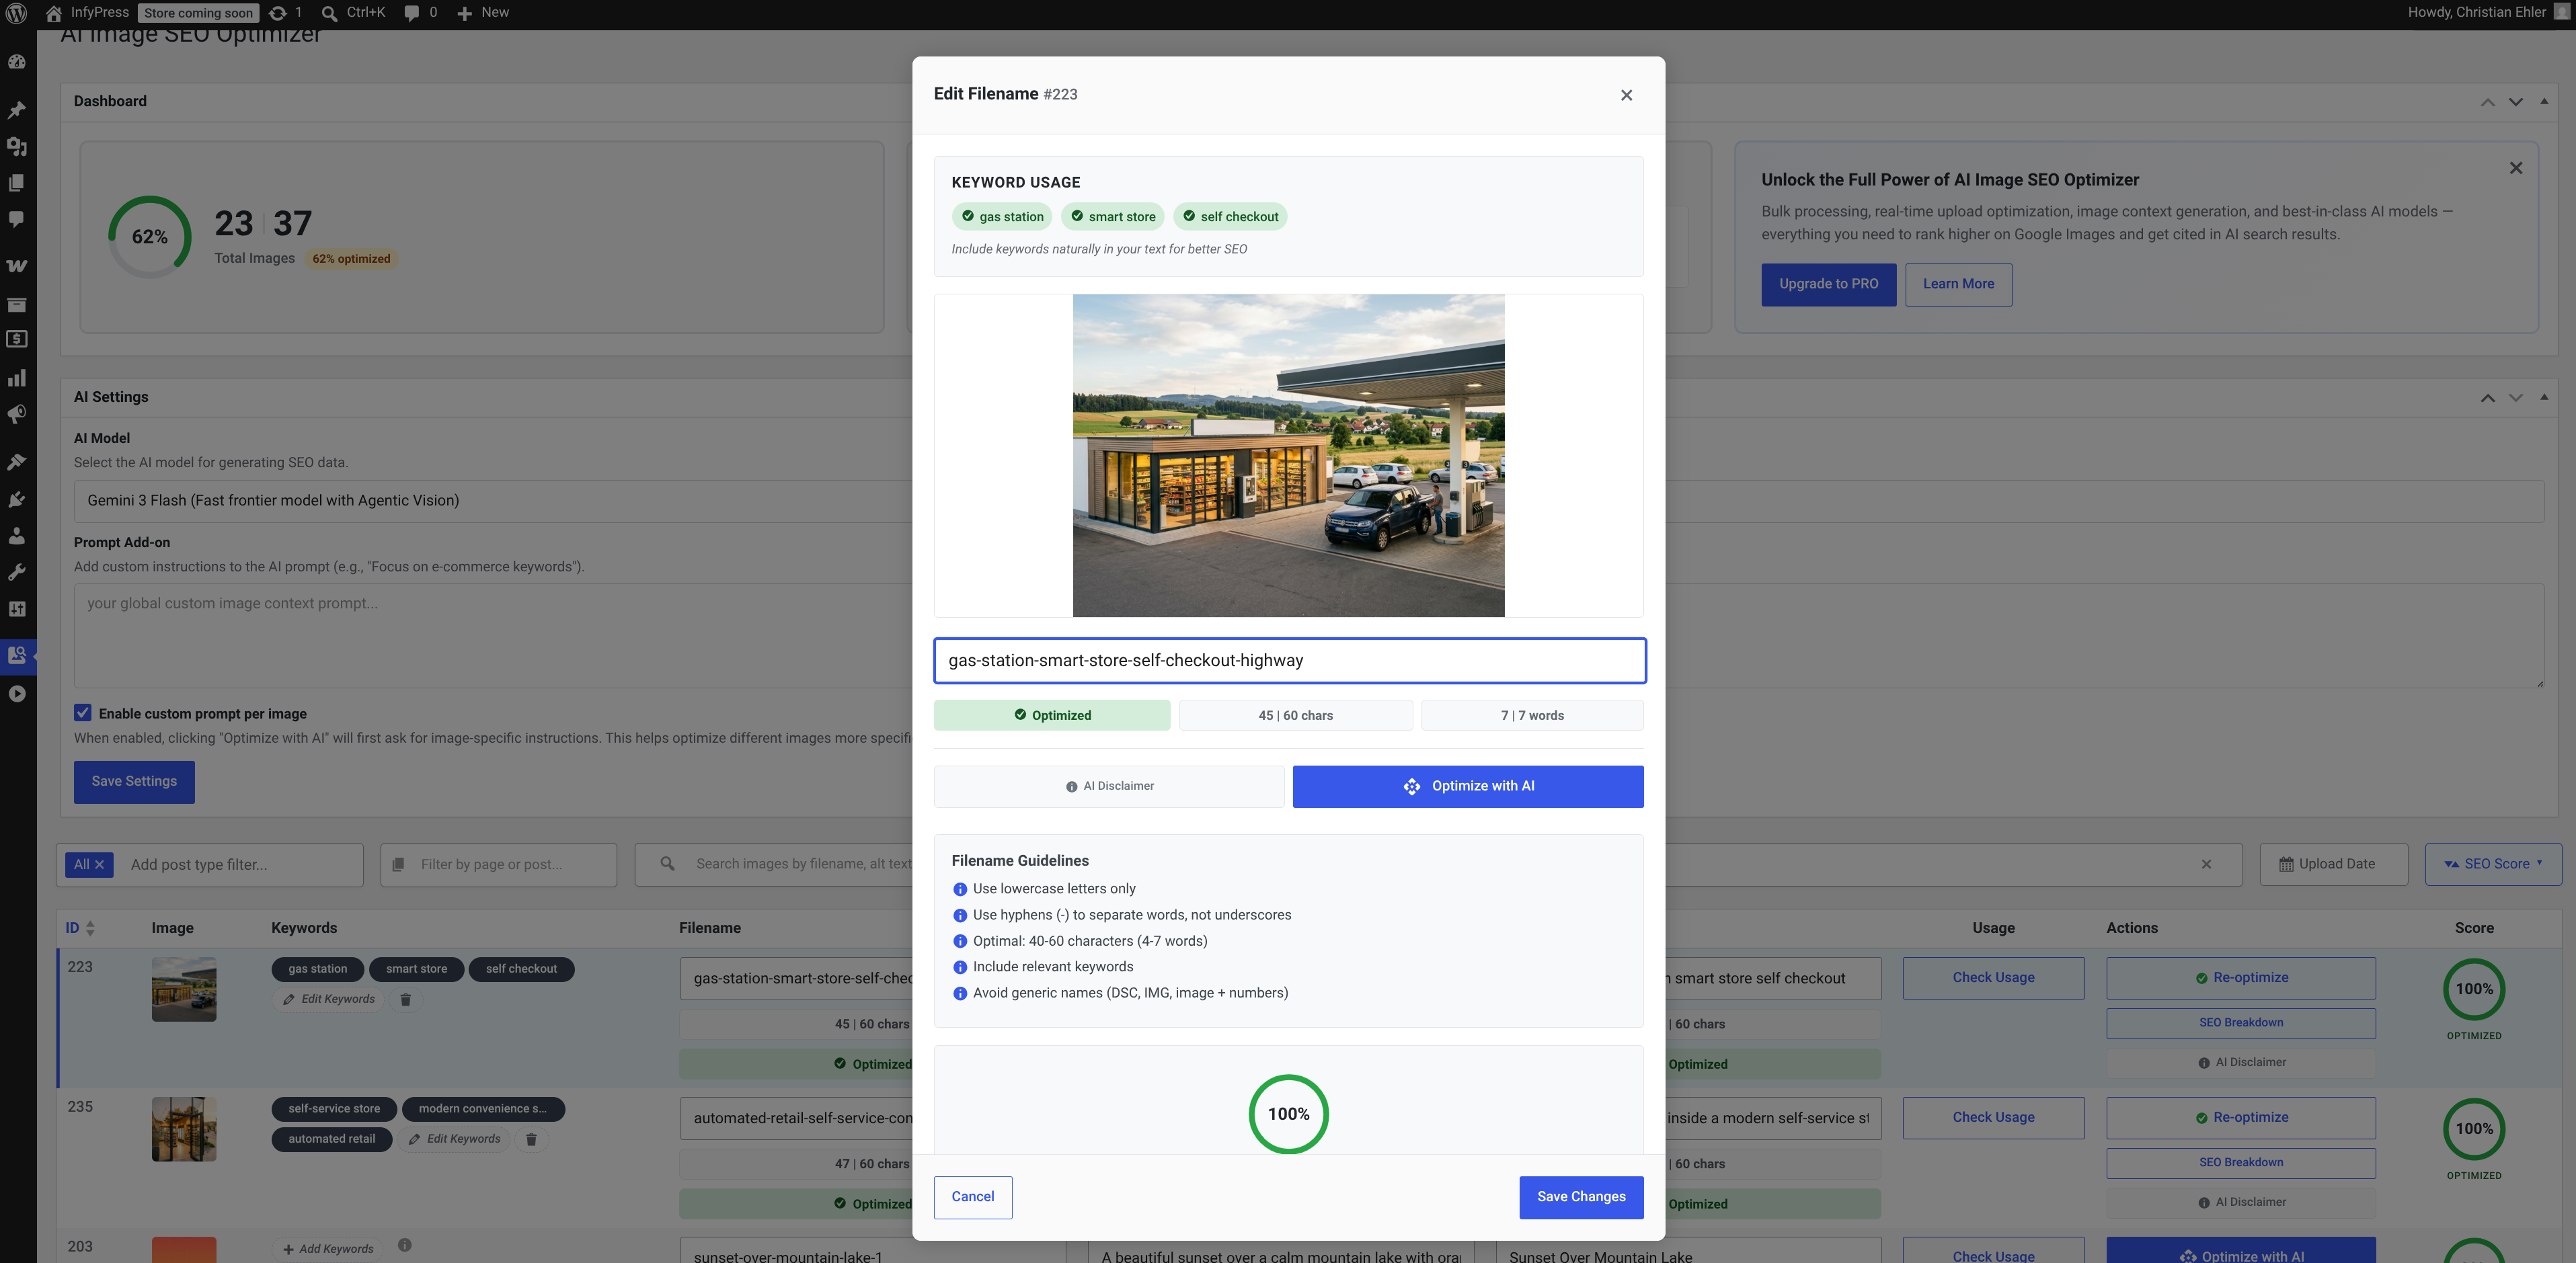 InfyPress
Store coming soon
1
Ctrl+K
0
New
Howdy, Christian Ehler
AI Image SEO Optimizer
Dashboard
62%
23 | 37
Total Images
62% optimized
Unlock the Full Power of AI Image SEO Optimizer
Bulk processing, real-time upload optimization, image context generation, and best-in-class AI models —
everything you need to rank higher on Google Images and get cited in AI search results.
Upgrade to PRO
Learn More
AI Settings
AI Model
Select the AI model for generating SEO data.
Gemini 3 Flash (Fast frontier model with Agentic Vision)
Prompt Add-on
Add custom instructions to the AI prompt (e.g., "Focus on e-commerce keywords").
your global custom image context prompt...
Enable custom prompt per image
When enabled, clicking "Optimize with AI" will first ask for image-specific instructions. This helps optimize different images more specifi
Save Settings
Edit Filename #223
KEYWORD USAGE
gas station
smart store
self checkout
Include keywords naturally in your text for better SEO
gas-station-smart-store-self-checkout-highway
Optimized
45 | 60 chars
7 | 7 words
AI Disclaimer
Optimize with AI
Filename Guidelines
Use lowercase letters only
Use hyphens (-) to separate words, not underscores
Optimal: 40-60 characters (4-7 words)
Include relevant keywords
Avoid generic names (DSC, IMG, image + numbers)
100%
Cancel
Save Changes
All
Add post type filter...
Filter by page or post...
Search images by filename, alt text
Upload Date
SEO Score
ID
Image
Keywords
Filename
Usage
Actions
Score
223
gas station
smart store
self checkout
Edit Keywords
gas-station-smart-store-self-chec
45 | 60 chars
Optimized
smart store self checkout
| 60 chars
Optimized
Check Usage
Re-optimize
SEO Breakdown
AI Disclaimer
100%
OPTIMIZED
235
self-service store
modern convenience s...
automated retail
Edit Keywords
automated-retail-self-service-con
47 | 60 chars
Optimized
inside a modern self-service st
| 60 chars
Optimized
Check Usage
Re-optimize
SEO Breakdown
AI Disclaimer
100%
OPTIMIZED
203
Add Keywords
sunset-over-mountain-lake-1
A beautiful sunset over a calm mountain lake with ora
Sunset Over Mountain Lake
Check Usage
Optimize with AI